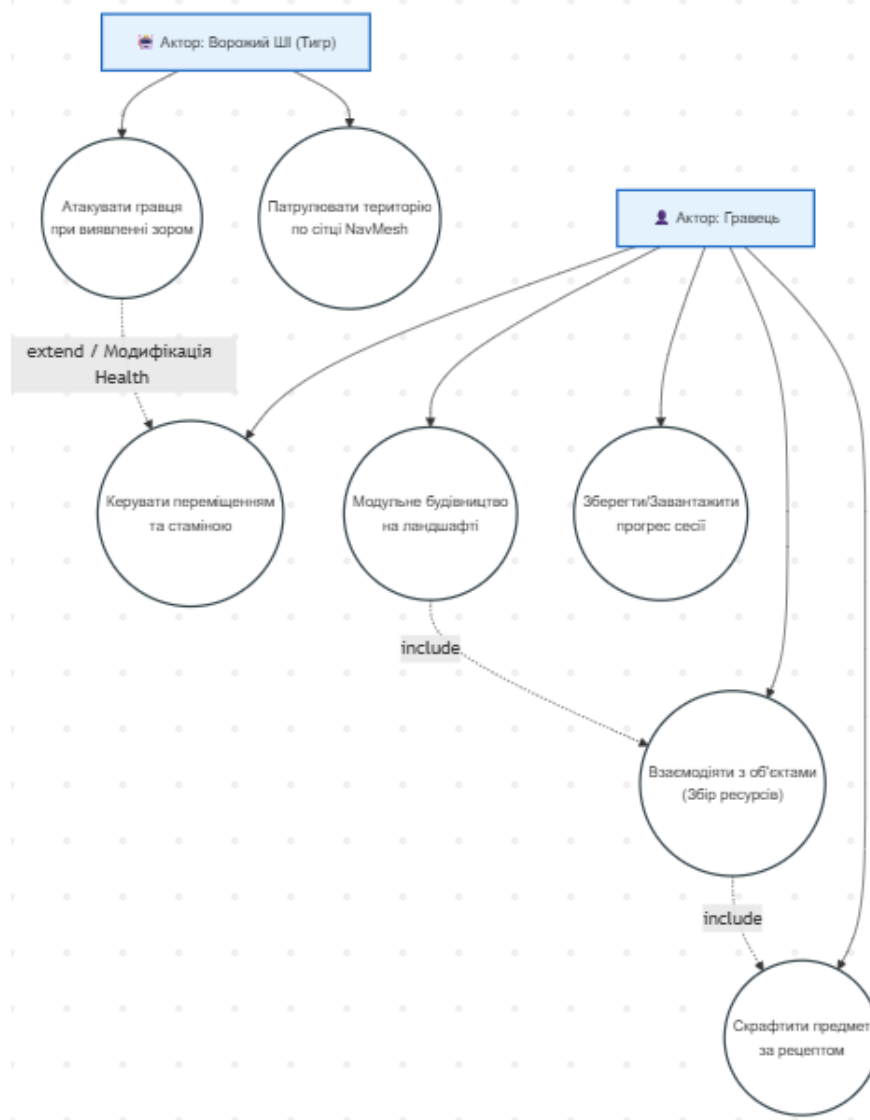 Актор: Ворожий ШІ (Тигр)
Атакувати гравця
при виявленні зором
Патрулювати територію
по сітці NavMesh
Актор: Гравець
extend / Модифікація
Health
Керувати переміщенням
та стаміною
Модульне будівництво
на ландшафті
Зберегти/Завантажити
прогрес сесії
include
Взаємодіяти з об'єктами
(Збір ресурсів)
include
Скрафтити предмет
за рецептом